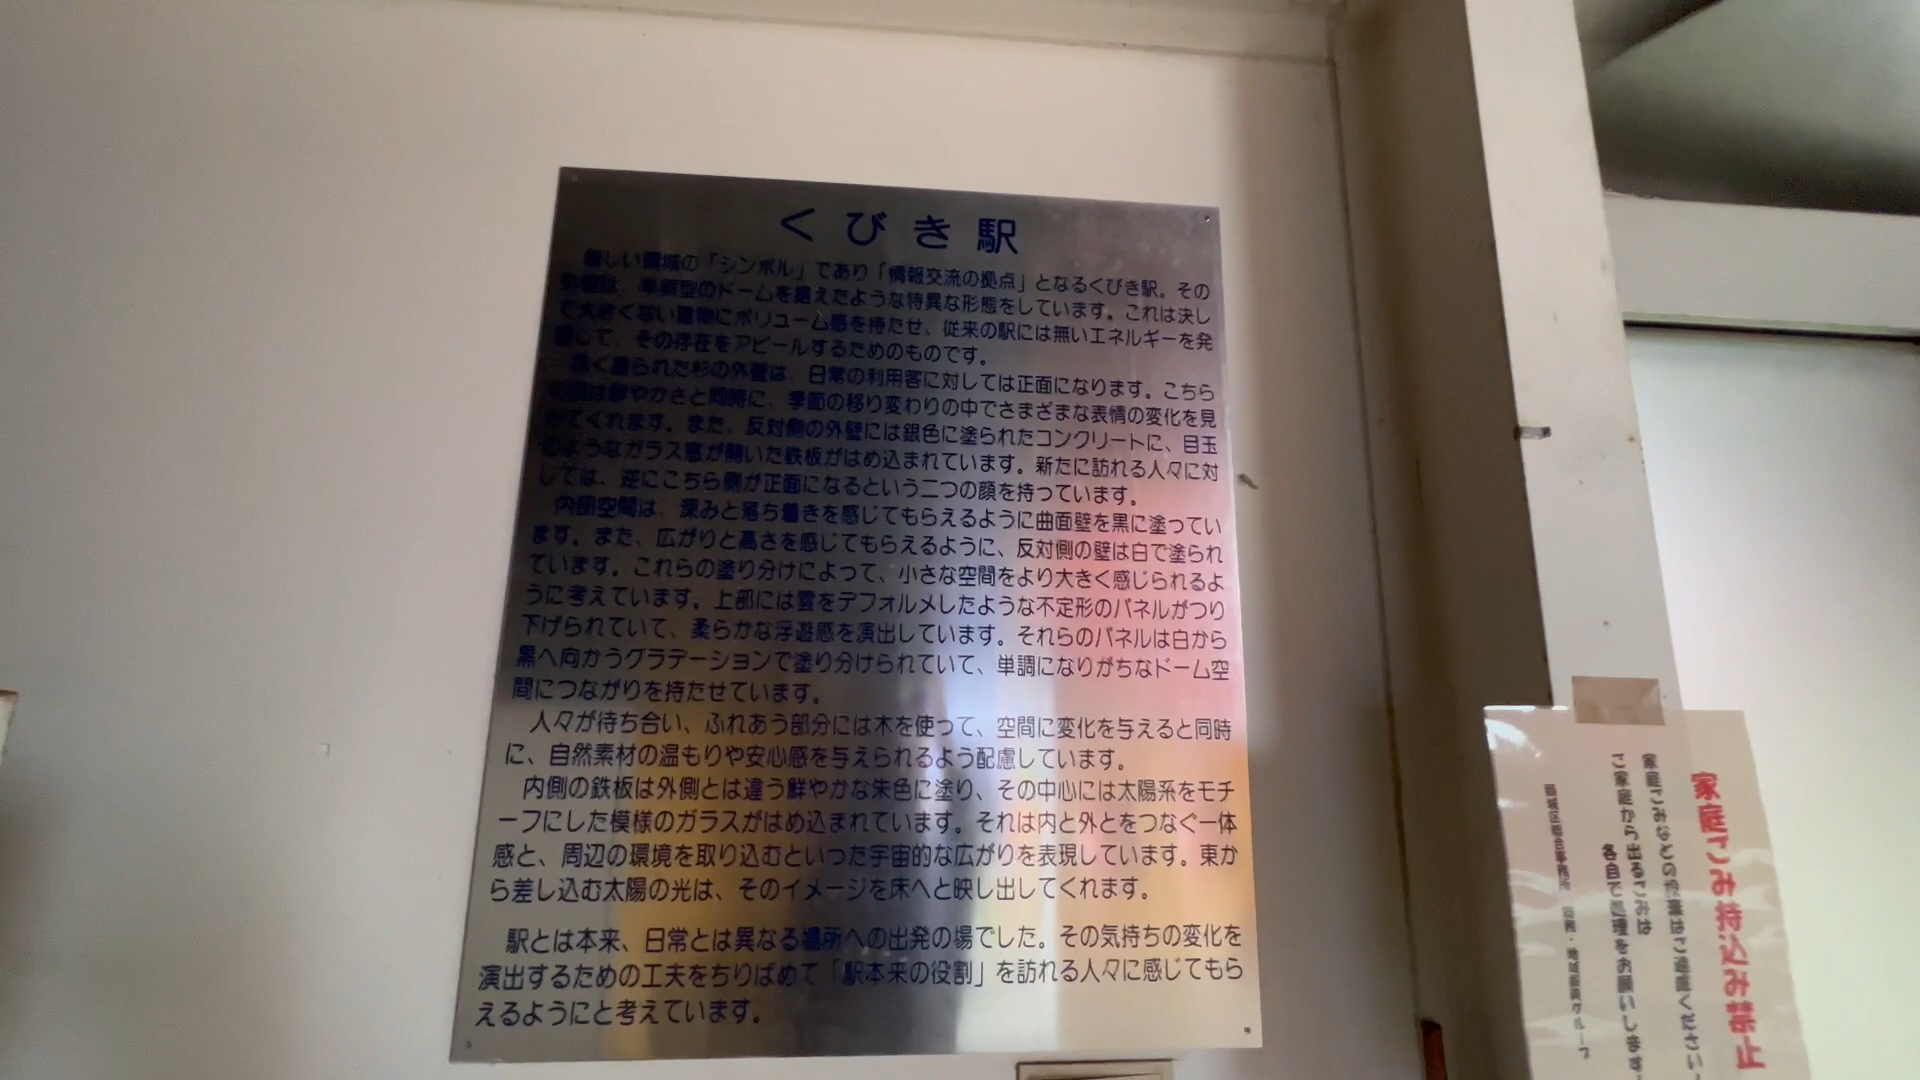 くびき駅
新しい頸城の「シンボル」であり「情報交流の拠点」となるくびき駅。その
外観は、半卵型のドームを据えたような特異な形態をしています。これは決し
て大きくない建物にボリューム感を持たせ、従来の駅には無いエネルギーを発
散して、その存在をアピールするためのものです。
赤く塗られた杉の外壁は、日常の利用客に対しては正面になります。こちら
側は鮮やかさと同時に、季節の移り変わりの中でさまざまな表情の変化を見
せてくれます。また、反対側の外壁には銀色に塗られたコンクリートに、目玉
のようなガラス窓が開いた鉄板がはめ込まれています。新たに訪れる人々に対
しては、逆にこちら側が正面になるという二つの顔を持っています。
内部空間は、深みと落ち着きを感じてもらえるように曲面壁を黒に塗ってい
ます。また、広がりと高さを感じてもらえるように、反対側の壁は白で塗られ
ています。これらの塗り分けによって、小さな空間をより大きく感じられるよ
うに考えています。上部には雲をデフォルメしたような不定形のパネルがつり
下げられていて、柔らかな浮遊感を演出しています。それらのパネルは白から
黒へ向かうグラデーションで塗り分けられていて、単調になりがちなドーム空
間につながりを持たせています。
人々が待ち合い、ふれあう部分には木を使って、空間に変化を与えると同時
に、自然素材の温もりや安心感を与えられるよう配慮しています。
内側の鉄板は外側とは違う鮮やかな朱色に塗り、その中心には太陽系をモチ
ーフにした模様のガラスがはめ込まれています。それは内と外とをつなぐ一体
感と、周辺の環境を取り込むといった宇宙的な広がりを表現しています。東か
ら差し込む太陽の光は、そのイメージを床へと映し出してくれます。
駅とは本来、日常とは異なる場所への出発の場でした。その気持ちの変化を
演出するための工夫をちりばめて「駅本来の役割」を訪れる人々に感じてもら
えるようにと考えています。
家庭ごみ持込み禁止
家庭ごみなどの投棄はご遠慮ください。
ご家庭から出るごみは
各自で処理をお願いします。
頸城区総合事務所 総務・地域振興グループ